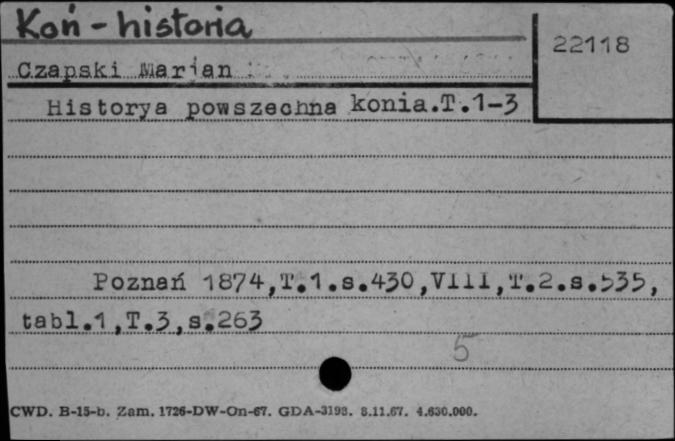 Koń - historia
22118
Czapski Marian
Historya powszechna konia.T.1-3
Poznań 1874,T.1.s.430,VIII,T.2.s.535,
tabl.1,T.3,s.263
5
CWD. B-15-b. Zam. 1726-DW-On-67. GDA-3198. 8.11.67. 4.630.000.